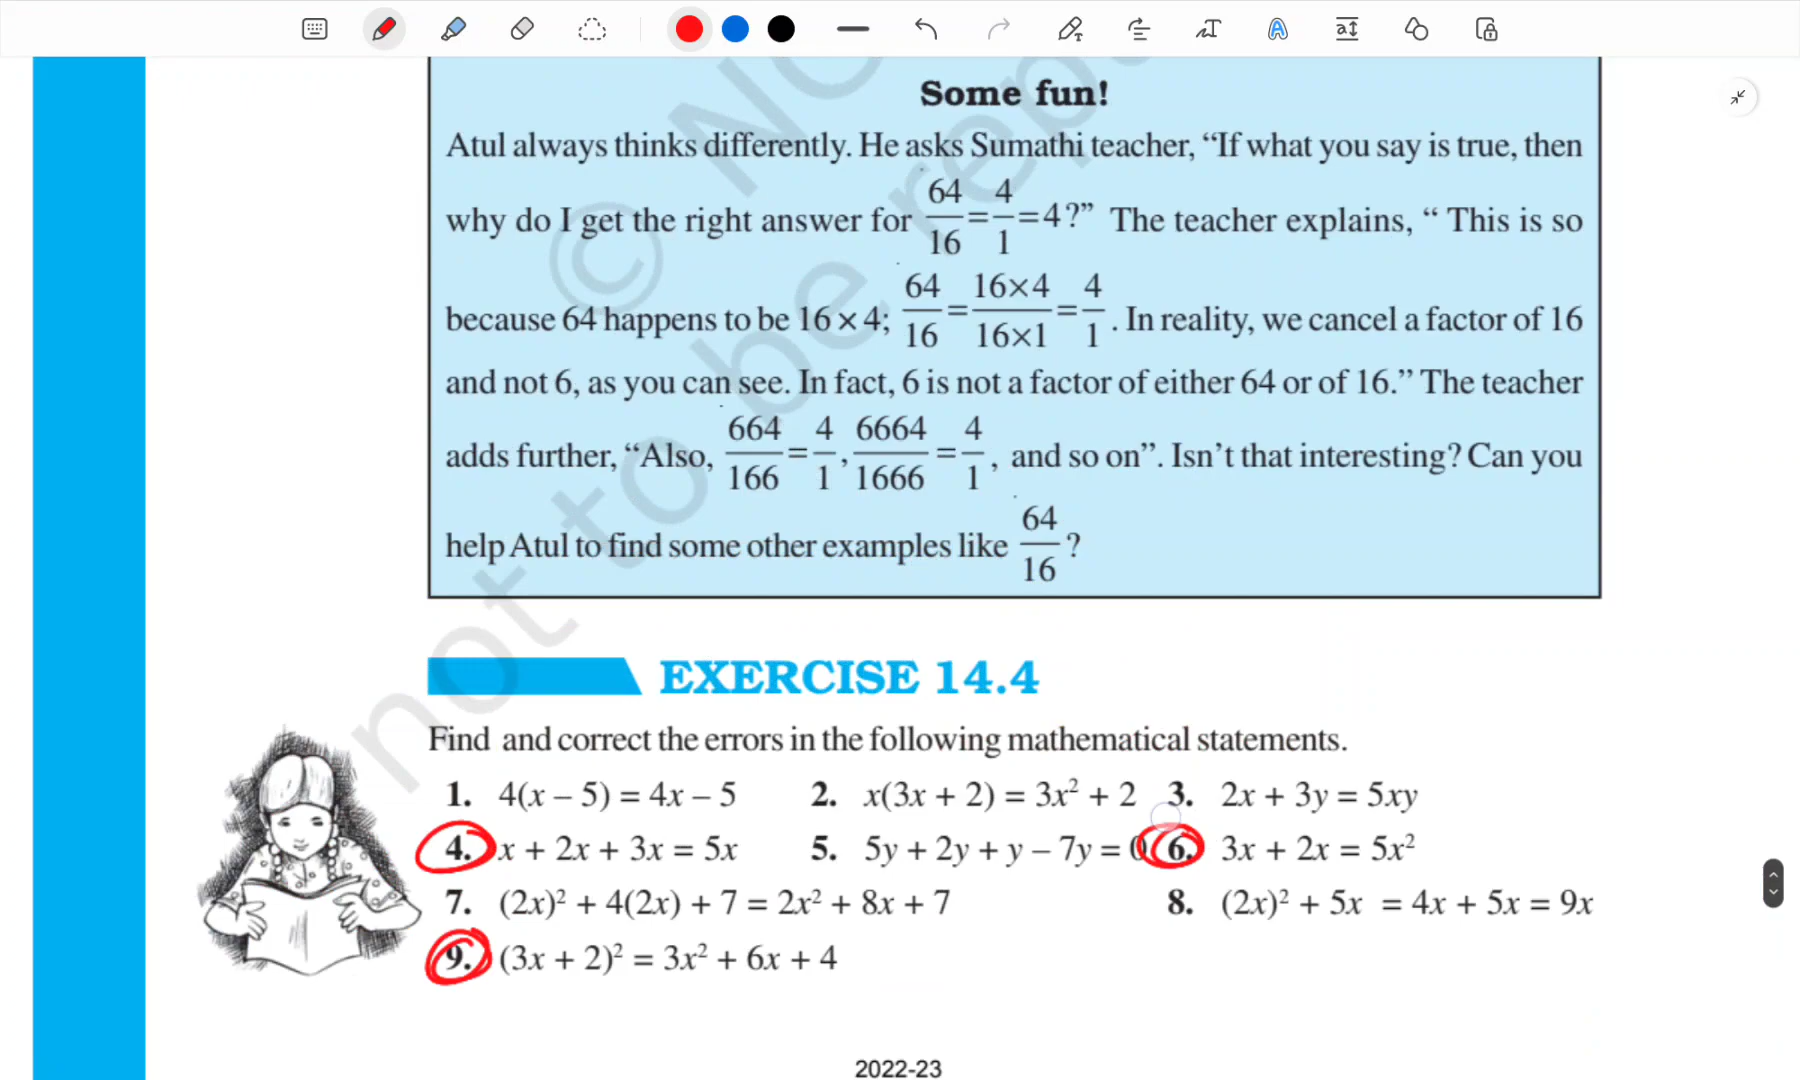 Some fun!
Atul always thinks differently. He asks Sumathi teacher, “If what you say is true, then
why do I get the right answer for 64/16 = 4/1 = 4?” The teacher explains, “ This is so
because 64 happens to be 16 × 4; 64/16 = 16×4/16×1 = 4/1 . In reality, we cancel a factor of 16
and not 6, as you can see. In fact, 6 is not a factor of either 64 or of 16.” The teacher
adds further, “Also, 664/166 = 4/1, 6664/1666 = 4/1, and so on”. Isn’t that interesting? Can you
help Atul to find some other examples like 64/16 ?
EXERCISE 14.4
Find and correct the errors in the following mathematical statements.
1. 4(x – 5) = 4x – 5 2. x(3x + 2) = 3x² + 2 3. 2x + 3y = 5xy
4. x + 2x + 3x = 5x 5. 5y + 2y + y – 7y = 0 6. 3x + 2x = 5x²
7. (2x)² + 4(2x) + 7 = 2x² + 8x + 7 8. (2x)² + 5x = 4x + 5x = 9x
9. (3x + 2)² = 3x² + 6x + 4
2022-23
not to be rep
©